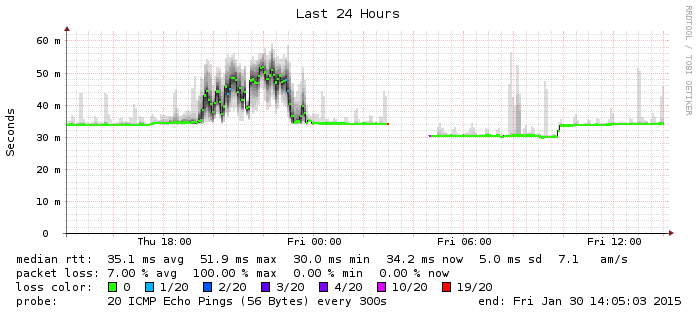 Last 24 Hours
RRDTOOL / TOBI OETIKER
Seconds
60 m
50 m
40 m
30 m
20 m
10 m
0
Thu 18:00 Fri 00:00 Fri 06:00 Fri 12:00
median rtt: 35.1 ms avg 51.9 ms max 30.0 ms min 34.2 ms now 5.0 ms sd 7.1 am/s
packet loss: 7.00 % avg 100.00 % max 0.00 % min 0.00 % now
loss color: 0 1/20 2/20 3/20 4/20 10/20 19/20
probe: 20 ICMP Echo Pings (56 Bytes) every 300s end: Fri Jan 30 14:05:03 2015